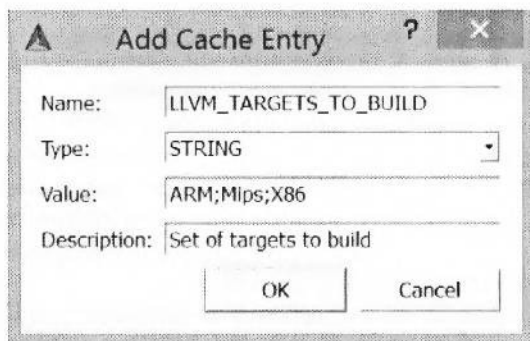 Add Cache Entry ? ×
Name: LLVM_TARGETS_TO_BUILD
Type: STRING
Value: ARM;Mips;X86
Description: Set of targets to build
OK Cancel